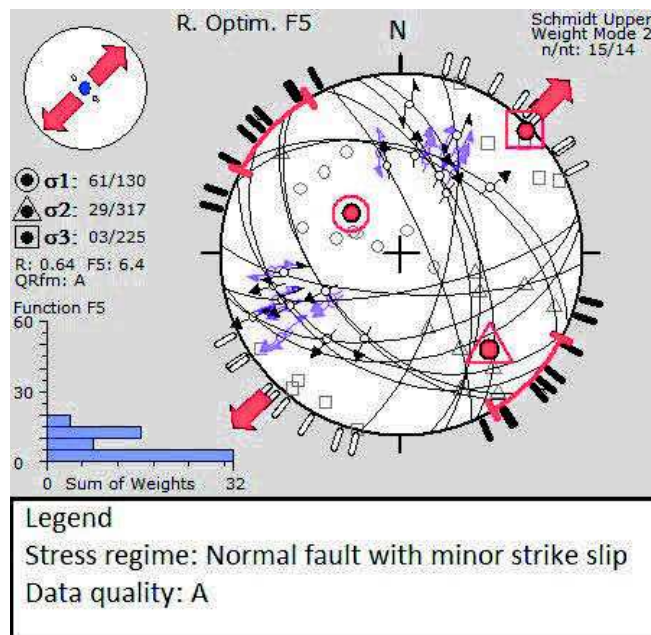 R. Optim. F5
N
Schmidt Upper
Weight Mode 2
n/nt: 15/14
σ1: 61/130
σ2: 29/317
σ3: 03/225
R: 0.64 F5: 6.4
QRfm: A
Function F5
60
30
0
0 Sum of Weights 32
Legend
Stress regime: Normal fault with minor strike slip
Data quality: A